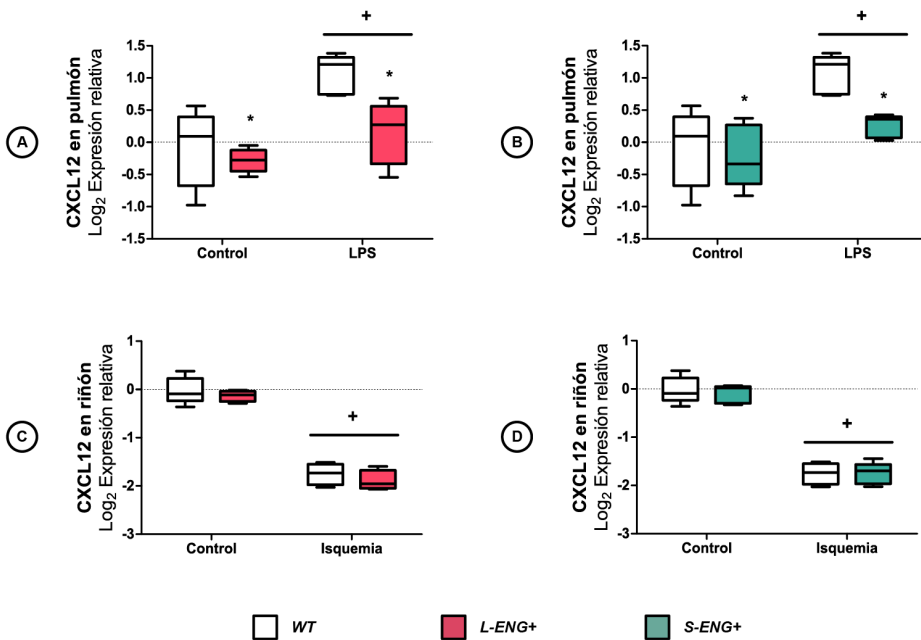 A
CXCL12 en pulmón
Log2 Expresión relativa
1.5
1.0
0.5
0.0
-0.5
-1.0
-1.5
+
*
*
Control
LPS
B
CXCL12 en pulmón
Log2 Expresión relativa
1.5
1.0
0.5
0.0
-0.5
-1.0
-1.5
+
*
*
Control
LPS
C
CXCL12 en riñón
Log2 Expresión relativa
1
0
-1
-2
-3
+
Control
Isquemia
D
CXCL12 en riñón
Log2 Expresión relativa
1
0
-1
-2
-3
+
Control
Isquemia
WT
L-ENG+
S-ENG+